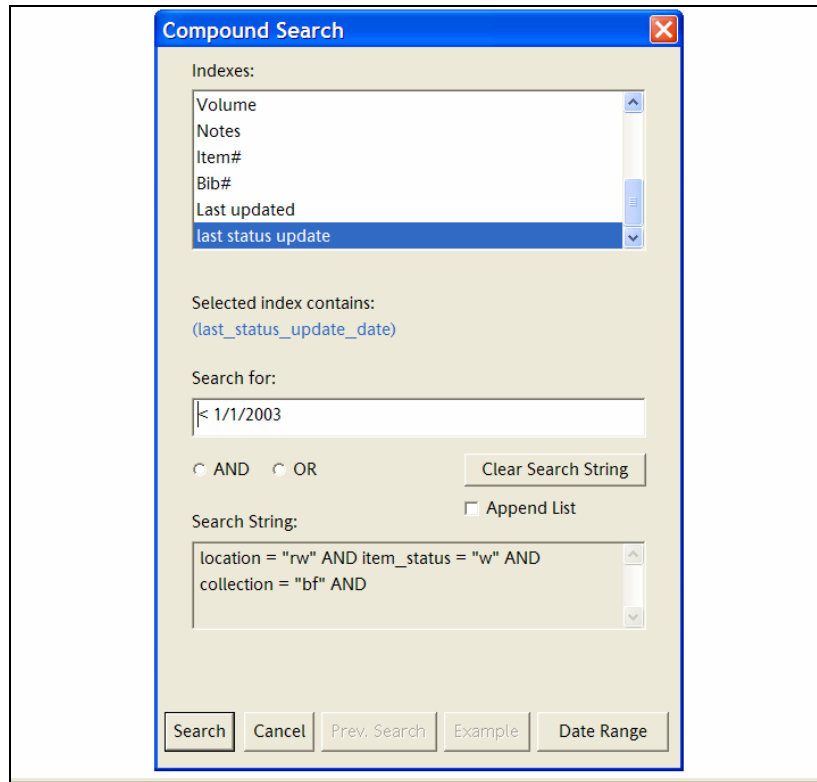 Compound Search
Indexes:
Volume
Notes
Item#
Bib#
Last updated
last status update
Selected index contains:
(last_status_update_date)
Search for:
< 1/1/2003
AND OR Clear Search String
Append List
Search String:
location = "rw" AND item_status = "w" AND
collection = "bf" AND
Search Cancel Prev. Search Example Date Range